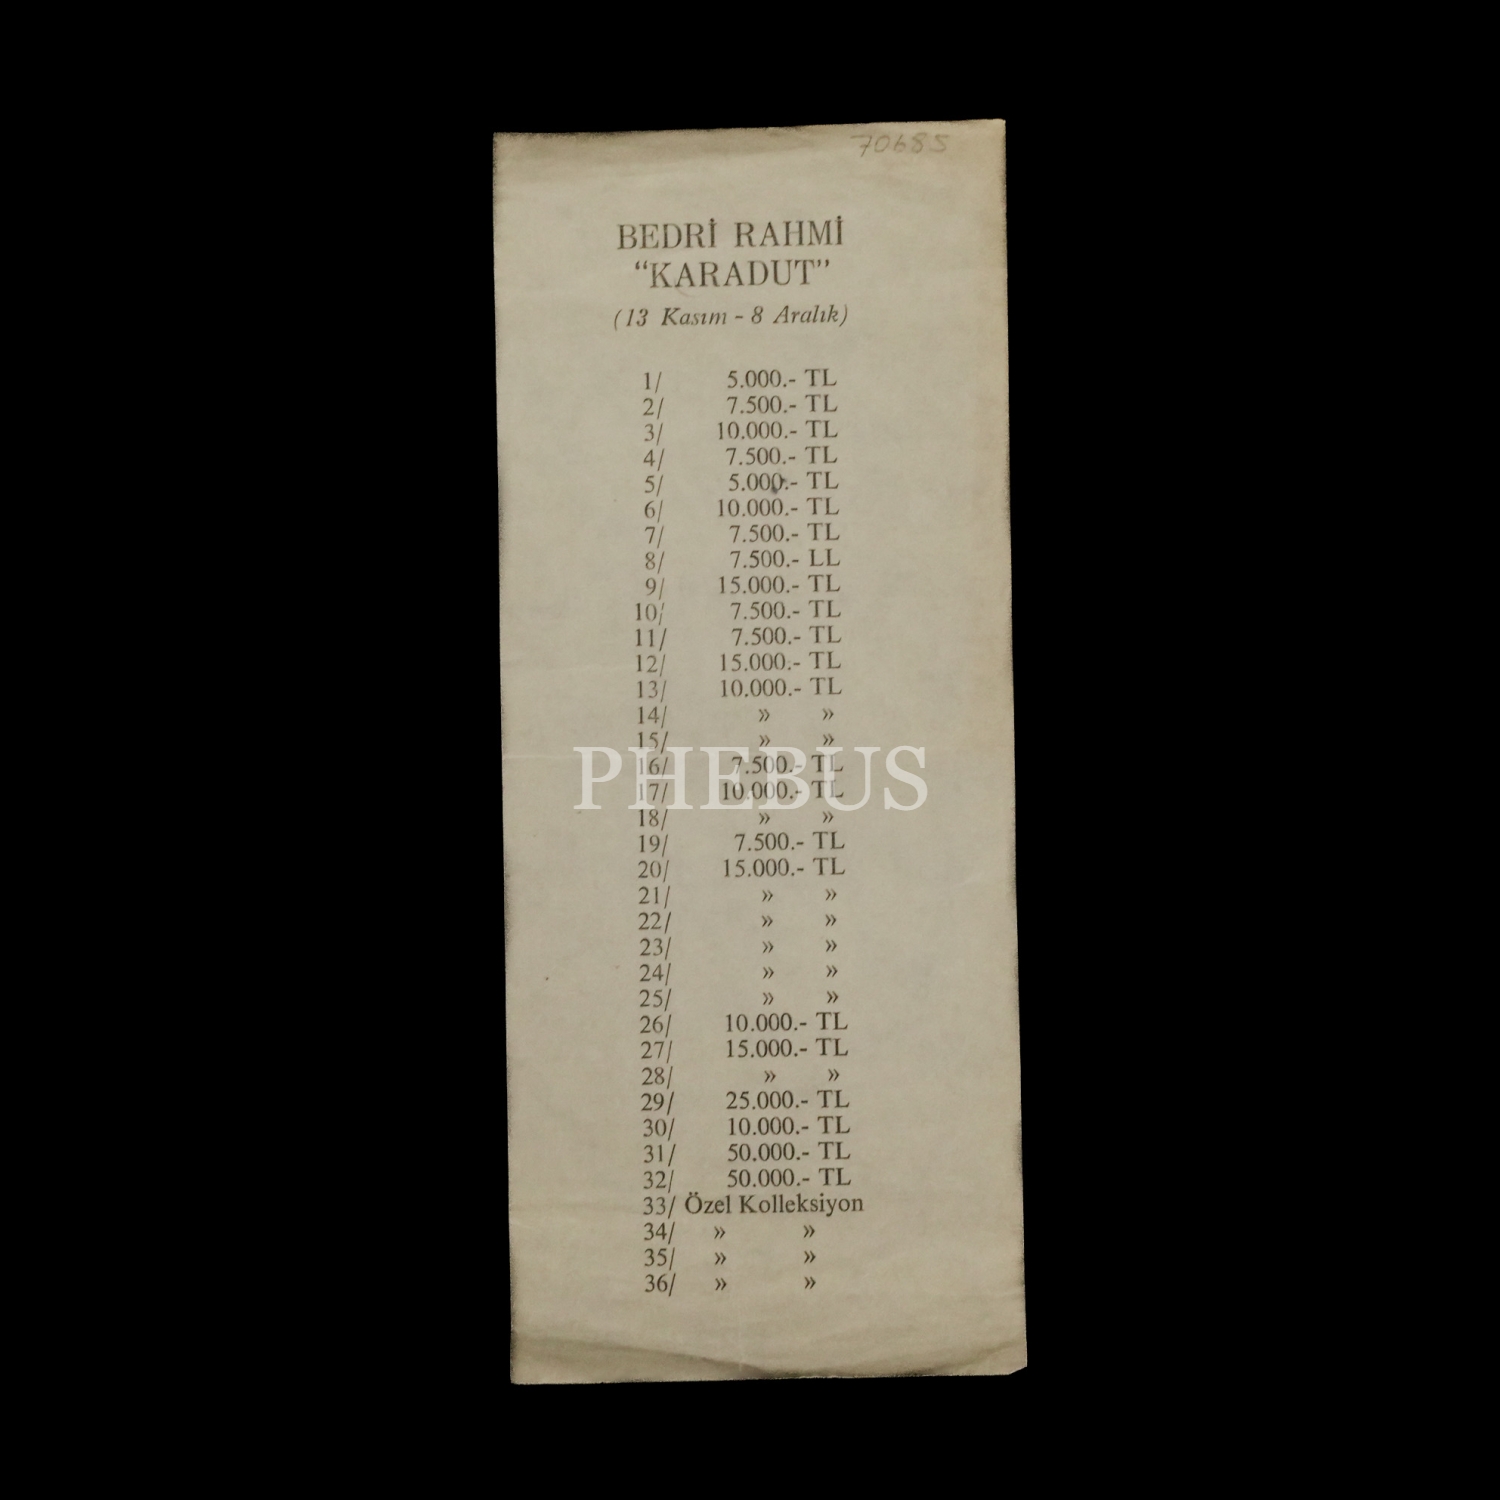 70685
BEDRİ RAHMİ
“KARADUT”
(13 Kasım - 8 Aralık)
1/ 5.000.- TL
2/ 7.500.- TL
3/ 10.000.- TL
4/ 7.500.- TL
5/ 5.000.- TL
6/ 10.000.- TL
7/ 7.500.- TL
8/ 7.500.- LL
9/ 15.000.- TL
10/ 7.500.- TL
11/ 7.500.- TL
12/ 15.000.- TL
13/ 10.000.- TL
14/ » »
15/ » »
PHEBUS
16/ 7.500.- TL
17/ 10.000.- TL
18/ » »
19/ 7.500.- TL
20/ 15.000.- TL
21/ » »
22/ » »
23/ » »
24/ » »
25/ » »
26/ 10.000.- TL
27/ 15.000.- TL
28/ » »
29/ 25.000.- TL
30/ 10.000.- TL
31/ 50.000.- TL
32/ 50.000.- TL
33/ Özel Kolleksiyon
34/ » »
35/ » »
36/ » »